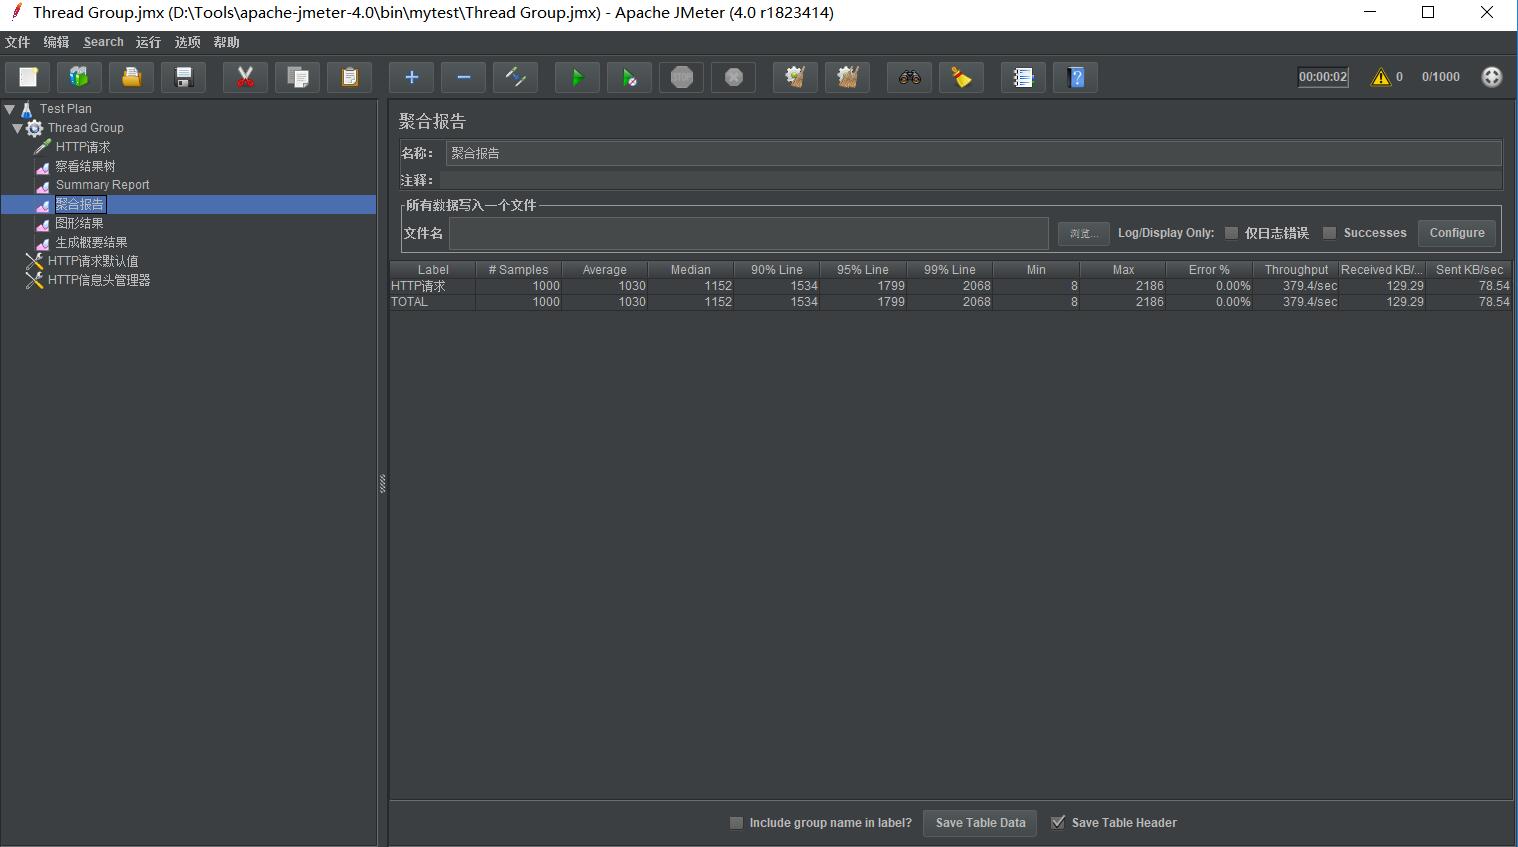 Thread Group.jmx (D:\Tools\apache-jmeter-4.0\bin\mytest\Thread Group.jmx) - Apache JMeter (4.0 r1823414)
文件 编辑 Search 运行 选项 帮助
STOP 00:00:02 0 0/1000
Test Plan
Thread Group
HTTP请求
察看结果树
Summary Report
聚合报告
图形结果
生成概要结果
HTTP请求默认值
HTTP信息头管理器
聚合报告
名称: 聚合报告
注释:
所有数据写入一个文件
文件名 浏览... Log/Display Only: 仅日志错误 Successes Configure
Label # Samples Average Median 90% Line 95% Line 99% Line Min Max Error % Throughput Received KB/... Sent KB/sec
HTTP请求 1000 1030 1152 1534 1799 2068 8 2186 0.00% 379.4/sec 129.29 78.54
TOTAL 1000 1030 1152 1534 1799 2068 8 2186 0.00% 379.4/sec 129.29 78.54
Include group name in label? Save Table Data Save Table Header